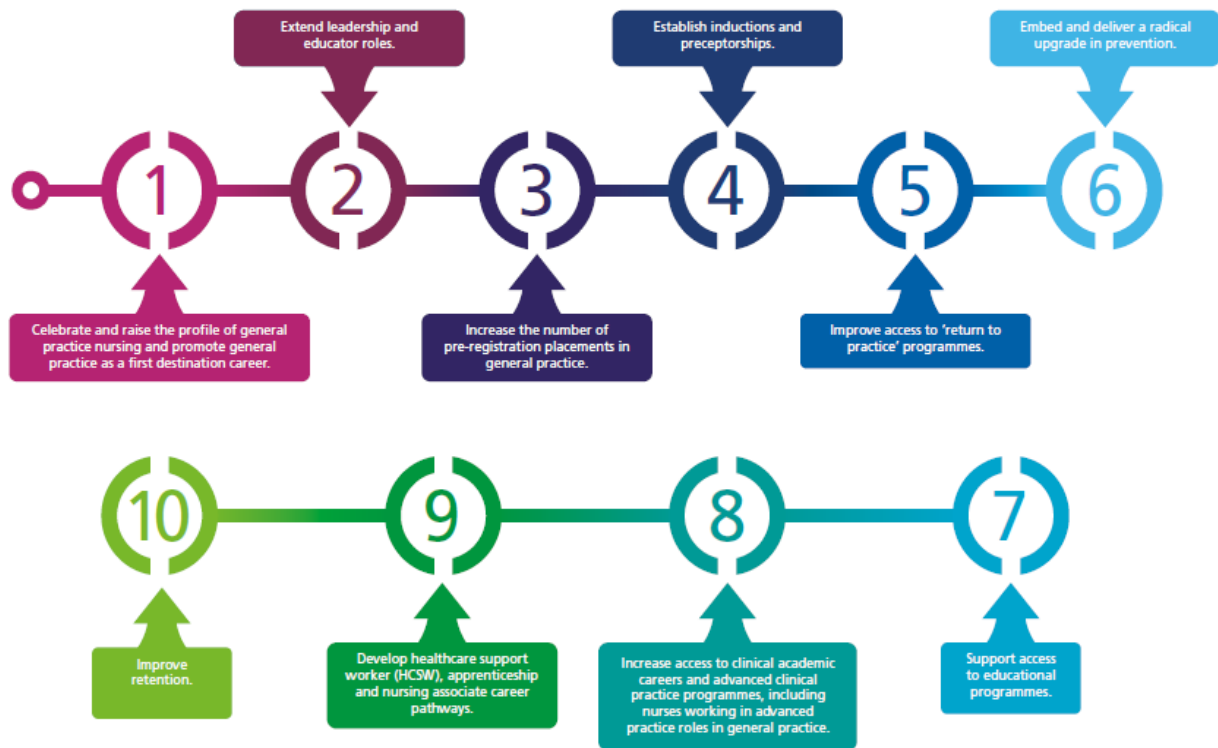 Extend leadership and
educator roles.
Establish inductions and
preceptorships.
Embed and deliver a radical
upgrade in prevention.
1
2
3
4
5
6
Celebrate and raise the profile of general
practice nursing and promote general
practice as a first destination career.
Increase the number of
pre-registration placements in
general practice.
Improve access to ‘return to
practice’ programmes.
10
9
8
7
Improve
retention.
Develop healthcare support
worker (HCSW), apprenticeship
and nursing associate career
pathways.
Increase access to clinical academic
careers and advanced clinical
practice programmes, including
nurses working in advanced
practice roles in general practice.
Support access
to educational
programmes.